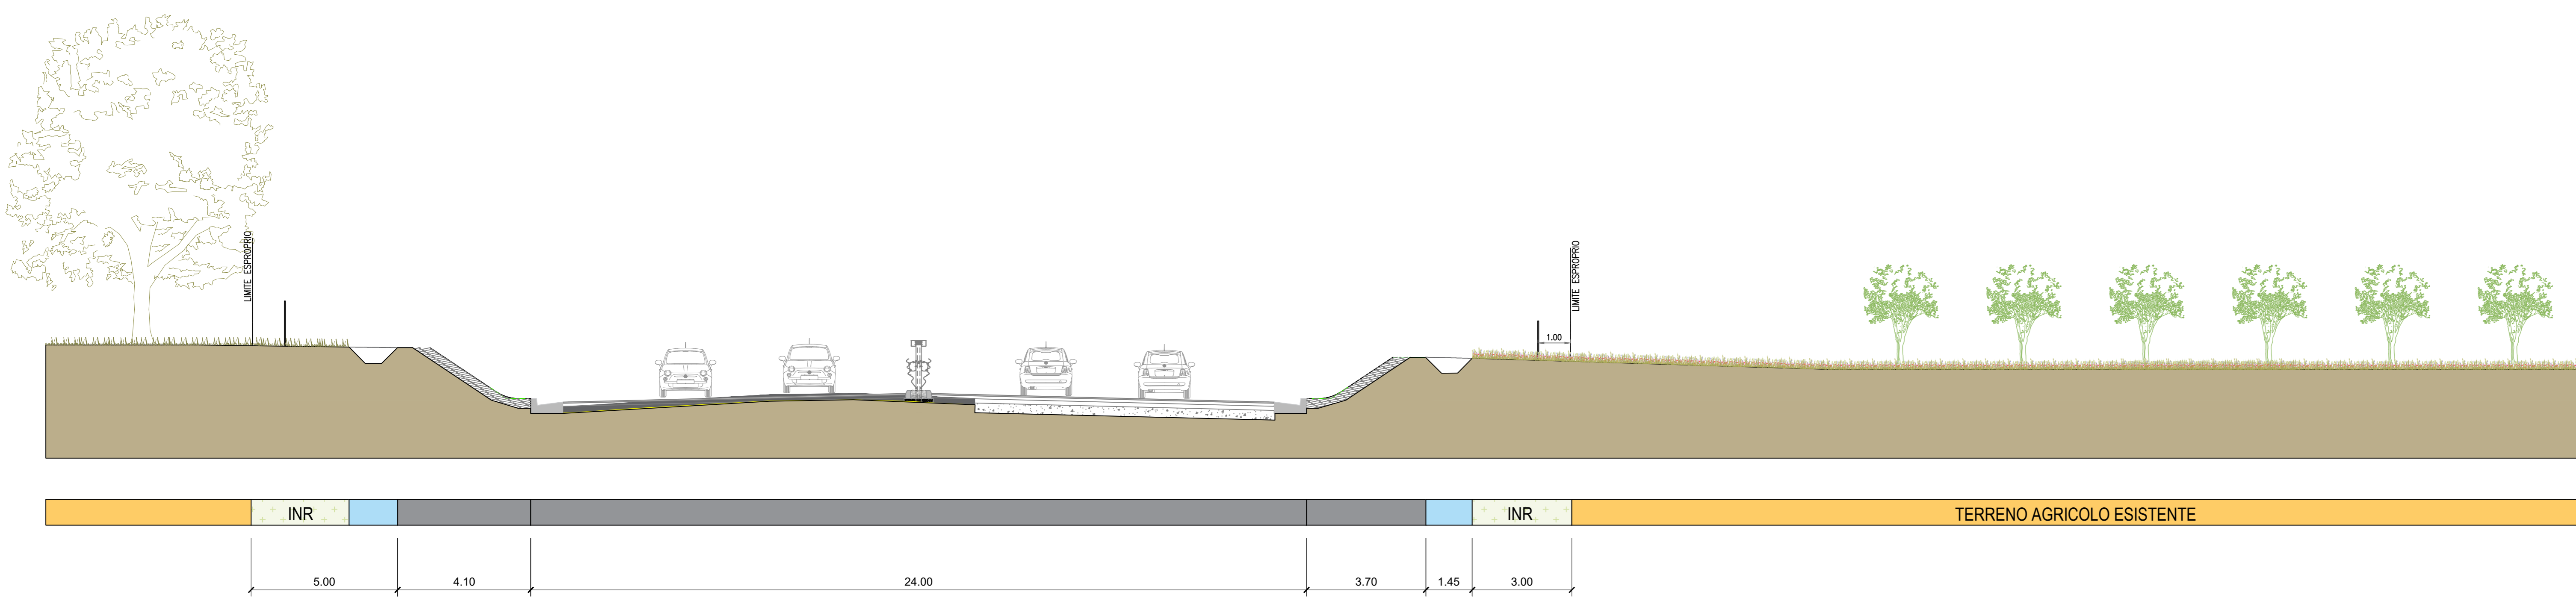 LIMITE ESPROPRIO
LIMITE ESPROPRIO
1.00
INR
INR
TERRENO AGRICOLO ESISTENTE
5.00
4.10
24.00
3.70
1.45
3.00